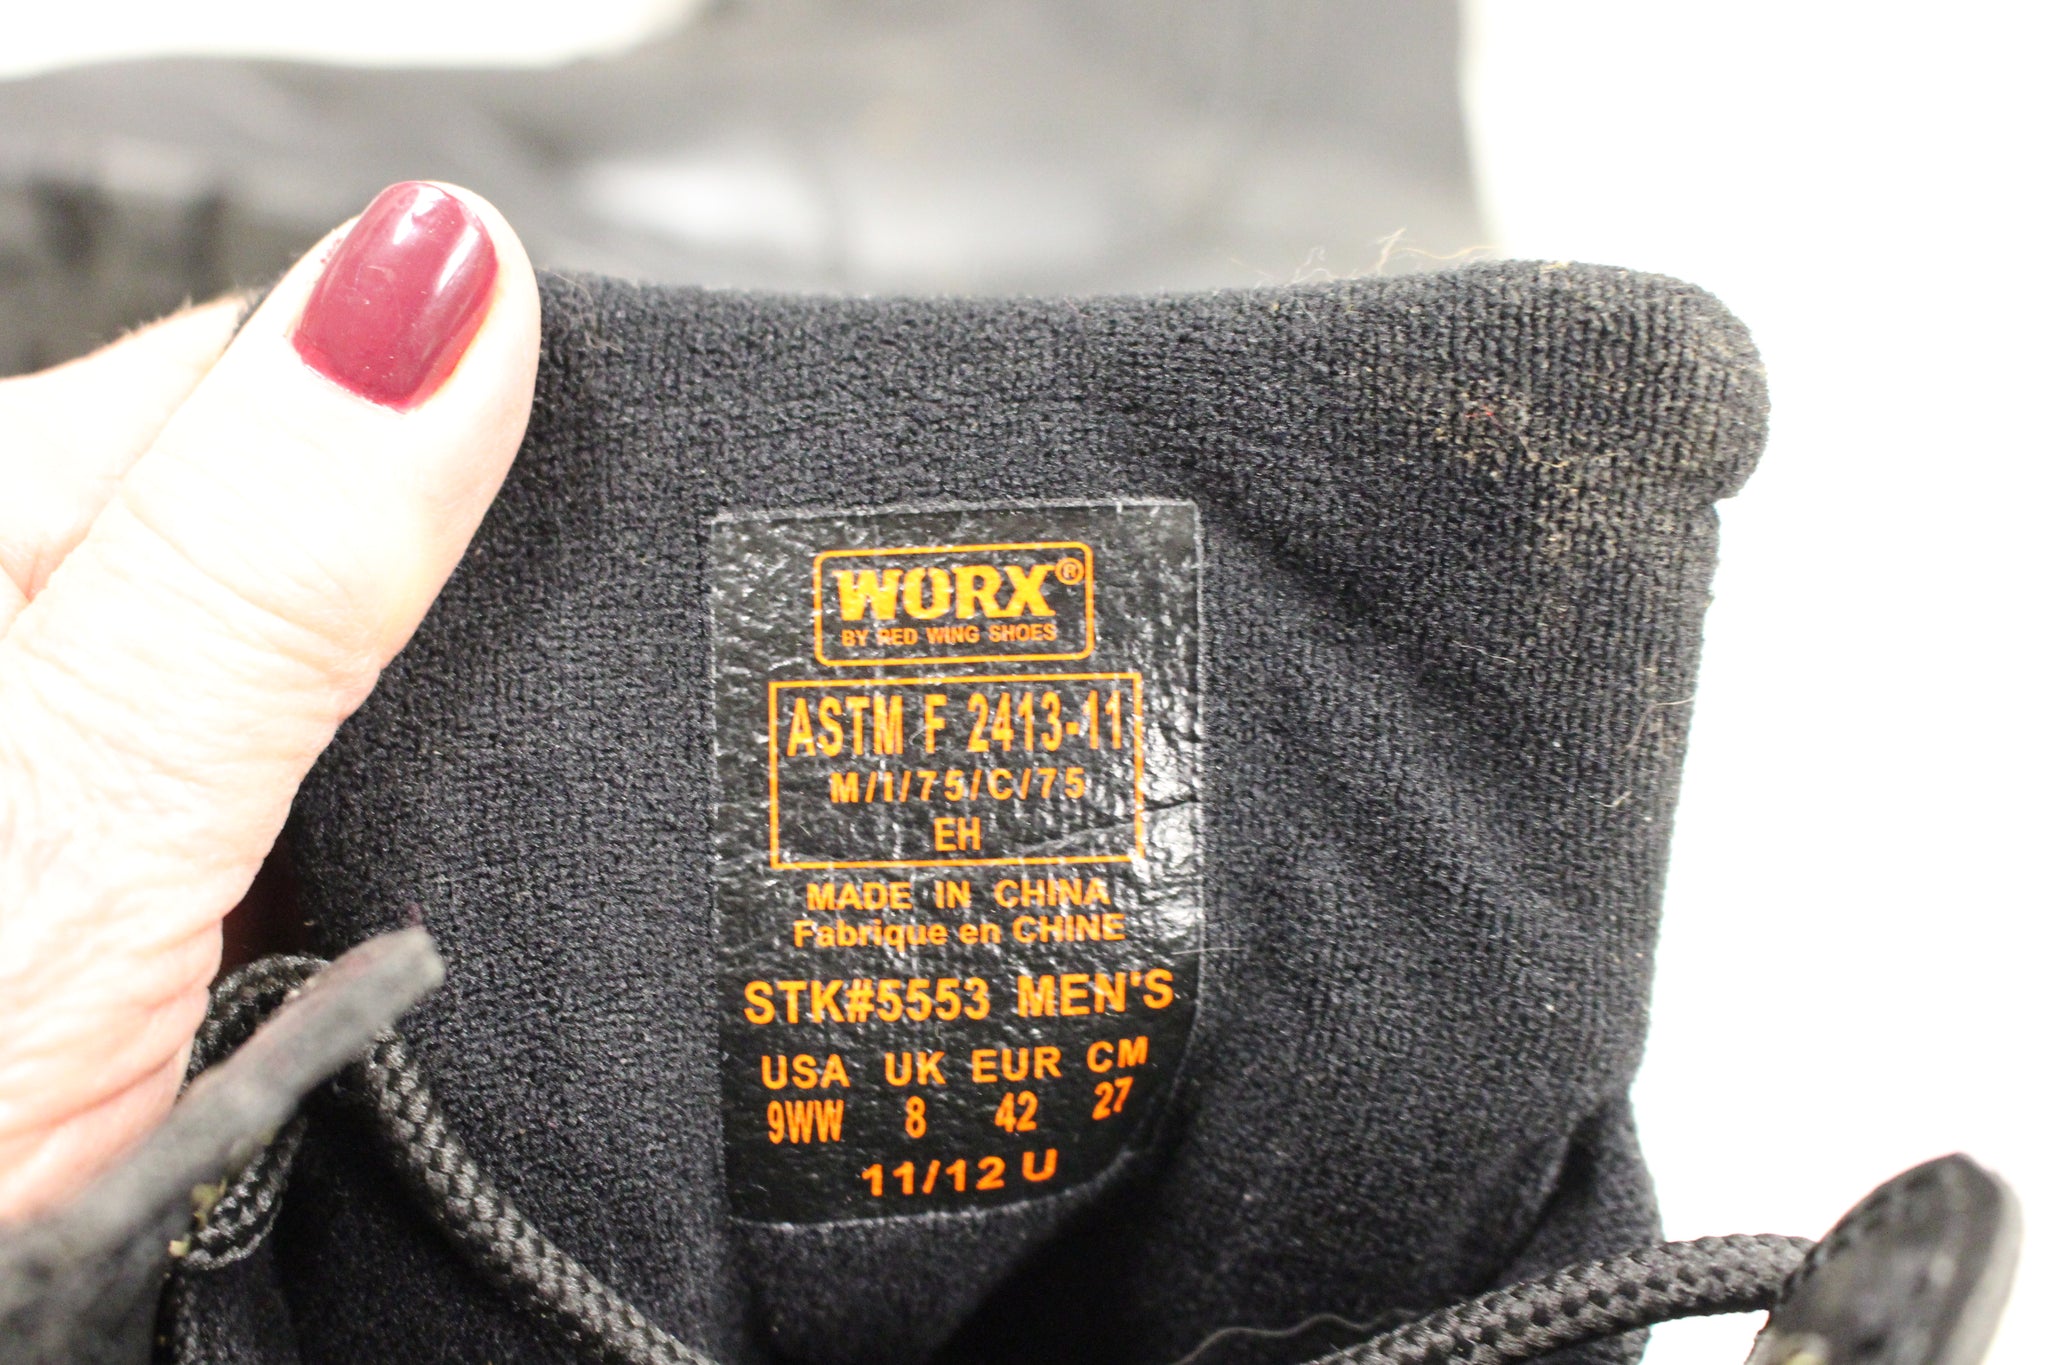 WORX®
BY RED WING SHOES
ASTM F 2413-11
M/I/75/C/75
EH
MADE IN CHINA
Fabrique en CHINE
STK#5553 MEN'S
USA UK EUR CM
9WW 8 42 27
11/12 U